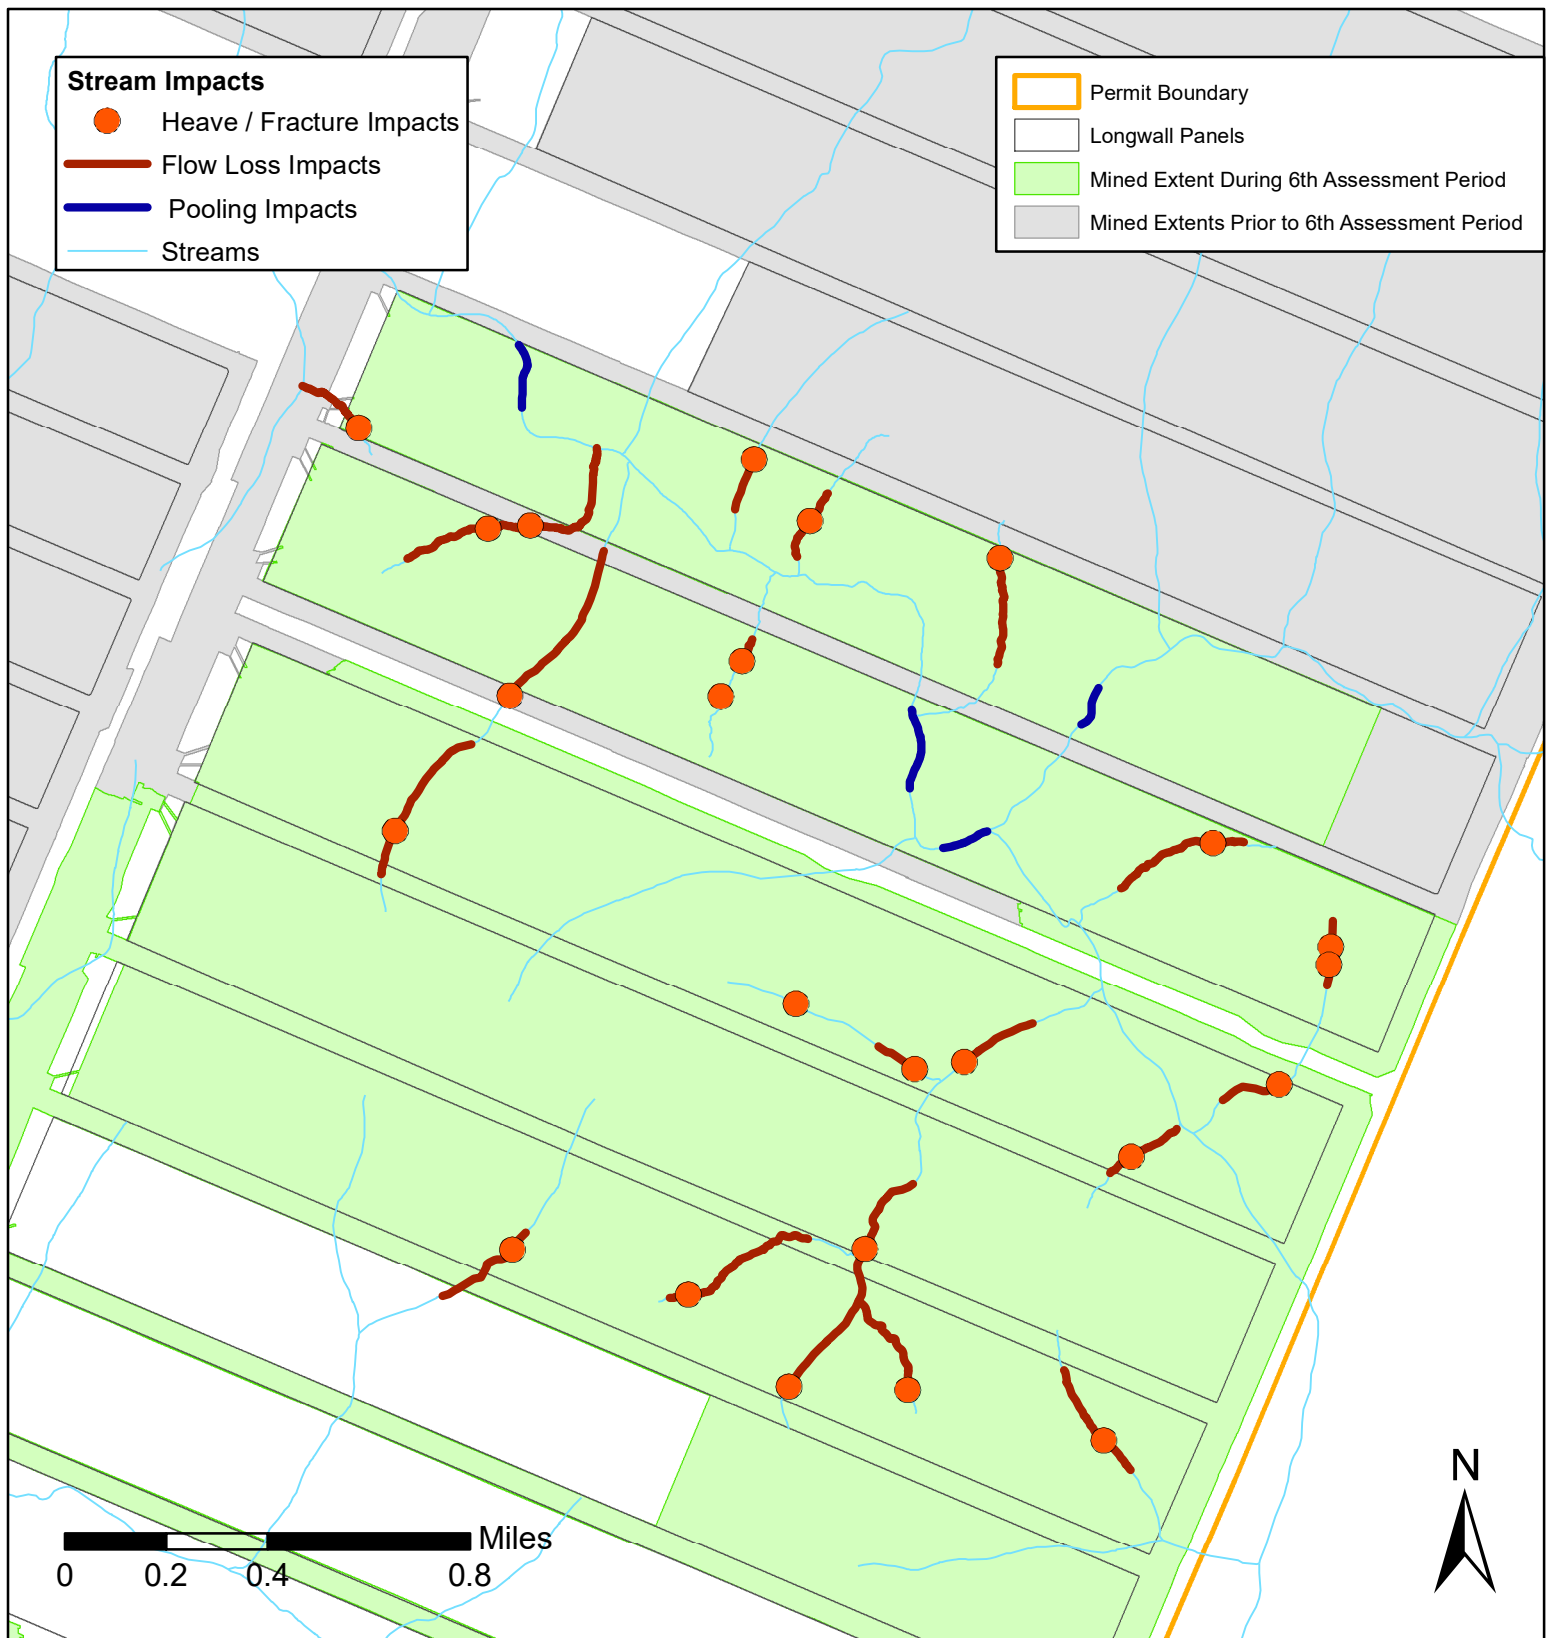 Stream Impacts
Heave / Fracture Impacts
Flow Loss Impacts
Pooling Impacts
Streams
Permit Boundary
Longwall Panels
Mined Extent During 6th Assessment Period
Mined Extents Prior to 6th Assessment Period
N
Miles
0 0.2 0.4 0.8